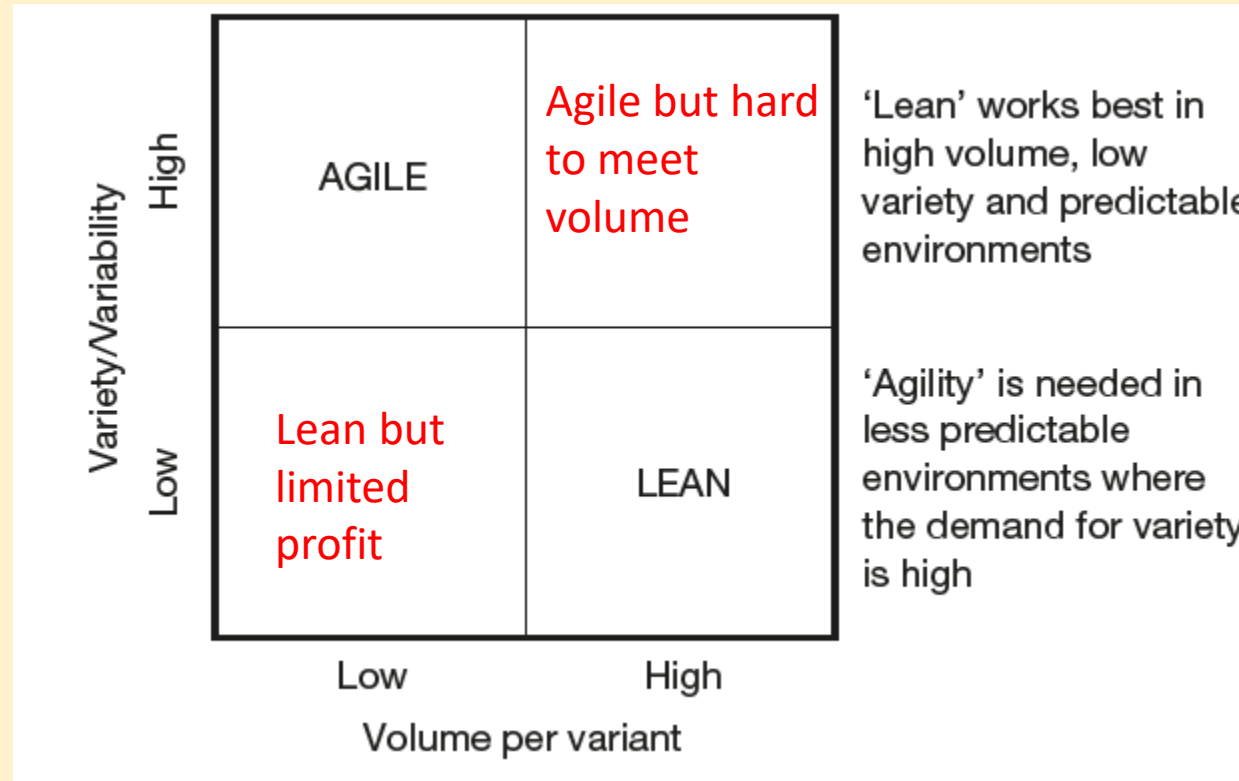 Variety/Variability
High
Low
AGILE
Agile but hard
to meet
volume
Lean but
limited
profit
LEAN
Low
High
Volume per variant
‘Lean’ works best in
high volume, low
variety and predictable
environments
‘Agility’ is needed in
less predictable
environments where
the demand for variety
is high